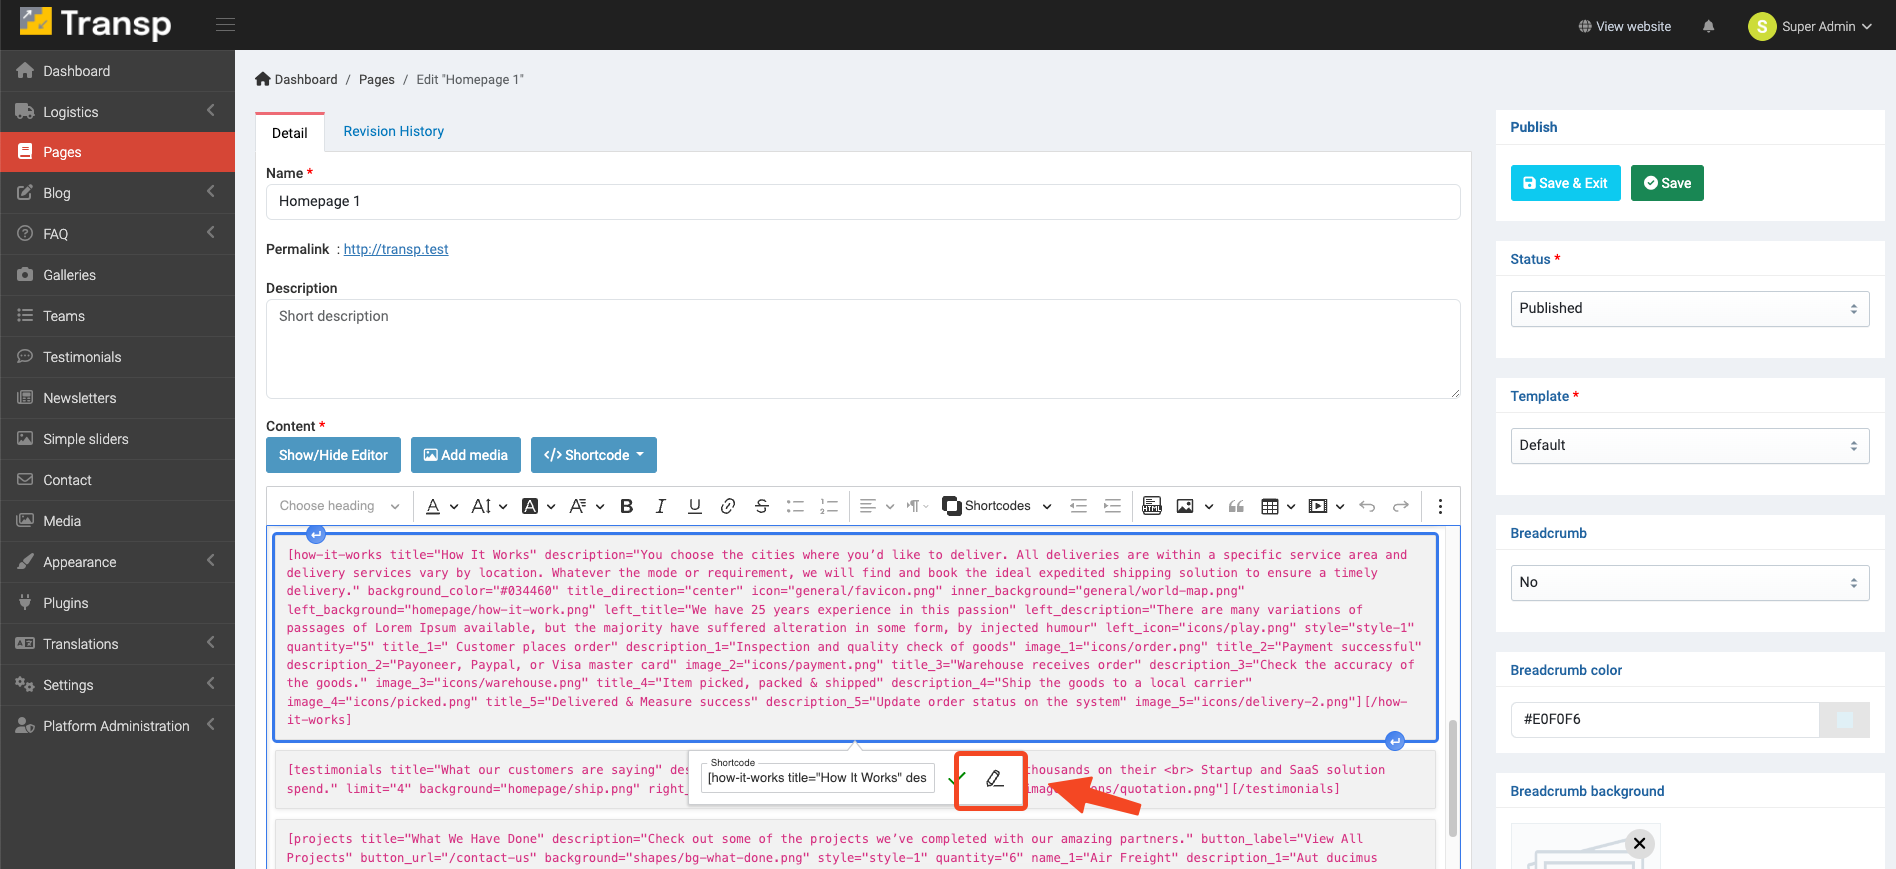 Transp
View website
S
Super Admin
Dashboard
Logistics
Pages
Blog
FAQ
Galleries
Teams
Testimonials
Newsletters
Simple sliders
Contact
Media
Appearance
Plugins
Translations
Settings
Platform Administration
Dashboard / Pages / Edit "Homepage 1"
Detail
Revision History
Name *
Homepage 1
Permalink : http://transp.test
Description
Short description
Content *
Show/Hide Editor
Add media
</> Shortcode
Choose heading
Shortcodes
[how-it-works title="How It Works" description="You choose the cities where you’d like to deliver. All deliveries are within a specific service area and
delivery services vary by location. Whatever the mode or requirement, we will find and book the ideal expedited shipping solution to ensure a timely
delivery." background_color="#034460" title_direction="center" icon="general/favicon.png" inner_background="general/world-map.png"
left_background="homepage/how-it-work.png" left_title="We have 25 years experience in this passion" left_description="There are many variations of
passages of Lorem Ipsum available, but the majority have suffered alteration in some form, by injected humour" left_icon="icons/play.png" style="style-1"
quantity="5" title_1=" Customer places order" description_1="Inspection and quality check of goods" image_1="icons/order.png" title_2="Payment successful"
description_2="Payoneer, Paypal, or Visa master card" image_2="icons/payment.png" title_3="Warehouse receives order" description_3="Check the accuracy of
the goods." image_3="icons/warehouse.png" title_4="Item picked, packed & shipped" description_4="Ship the goods to a local carrier"
image_4="icons/picked.png" title_5="Delivered & Measure success" description_5="Update order status on the system" image_5="icons/delivery-2.png"][/how-
it-works]
[testimonials title="What our customers are saying" des thousands on their <br> Startup and SaaS solution
spend." limit="4" background="homepage/ship.png" right_ ons/quotation.png"][/testimonials]
Shortcode
[how-it-works title="How It Works" des
[projects title="What We Have Done" description="Check out some of the projects we’ve completed with our amazing partners." button_label="View All
Projects" button_url="/contact-us" background="shapes/bg-what-done.png" style="style-1" quantity="6" name_1="Air Freight" description_1="Aut ducimus
Publish
Save & Exit
Save
Status *
Published
Template *
Default
Breadcrumb
No
Breadcrumb color
#E0F0F6
Breadcrumb background